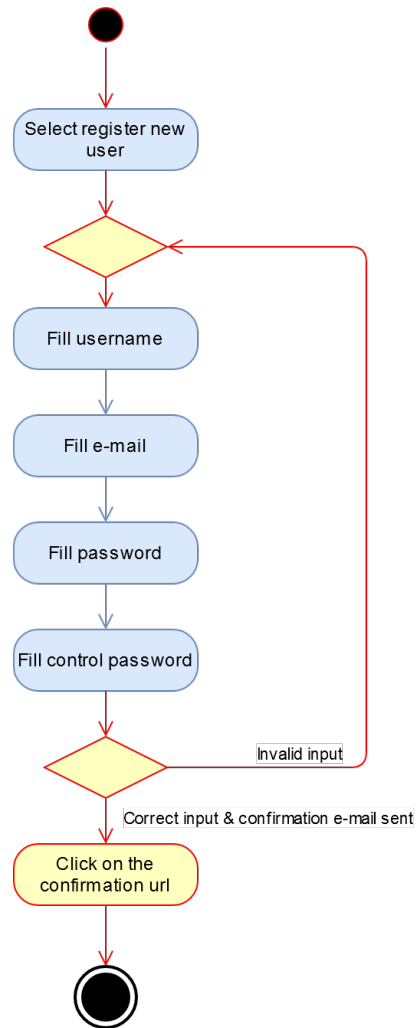 Select register new
user
Fill username
Fill e-mail
Fill password
Fill control password
Invalid input
Correct input & confirmation e-mail sent
Click on the
confirmation url